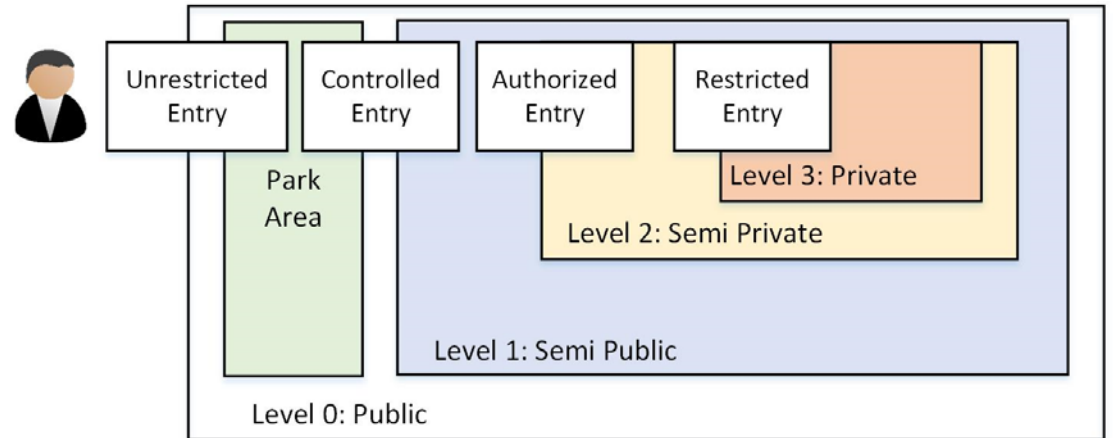 Unrestricted
Entry
Controlled
Entry
Authorized
Entry
Restricted
Entry
Park
Area
Level 3: Private
Level 2: Semi Private
Level 1: Semi Public
Level 0: Public